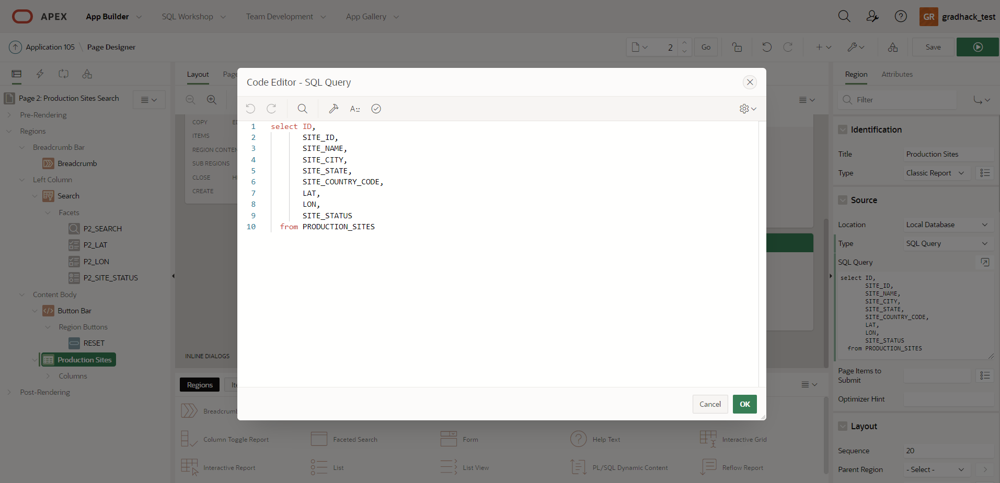 APEX App Builder SQL Workshop Team Development App Gallery GR gradhack_test
Application 105 \ Page Designer 2 Go Save
Layout Page
Page 2: Production Sites Search
Pre-Rendering
Regions
Breadcrumb Bar
Breadcrumb
Left Column
Search
Facets
P2_SEARCH
P2_LAT
P2_LON
P2_SITE_STATUS
Content Body
Button Bar
Region Buttons
RESET
Production Sites
Columns
Post-Rendering
COPY
ITEMS
REGION CONTEN
SUB REGIONS
CLOSE
CREATE
INLINE DIALOGS
Code Editor - SQL Query
1 select ID,
2 SITE_ID,
3 SITE_NAME,
4 SITE_CITY,
5 SITE_STATE,
6 SITE_COUNTRY_CODE,
7 LAT,
8 LON,
9 SITE_STATUS
10 from PRODUCTION_SITES
Cancel OK
Regions
Breadcrumb
Column Toggle Report Faceted Search Form Help Text Interactive Grid
Interactive Report List List View PL/SQL Dynamic Content Reflow Report
Region Attributes
Filter
Identification
Title Production Sites
Type Classic Report
Source
Location Local Database
Type SQL Query
SQL Query
select ID,
SITE_ID,
SITE_NAME,
SITE_CITY,
SITE_STATE,
SITE_COUNTRY_CODE,
LAT,
LON,
SITE_STATUS
from PRODUCTION_SITES
Page Items to
Submit
Optimizer Hint
Layout
Sequence 20
Parent Region - Select -